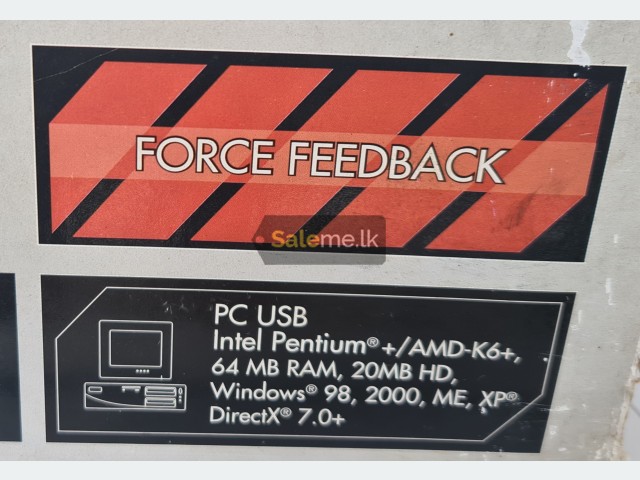 FORCE FEEDBACK
Saleme.lk
PC USB
Intel Pentium® +/AMD-K6+,
64 MB RAM, 20MB HD,
Windows® 98, 2000, ME, XP®
DirectX® 7.0+